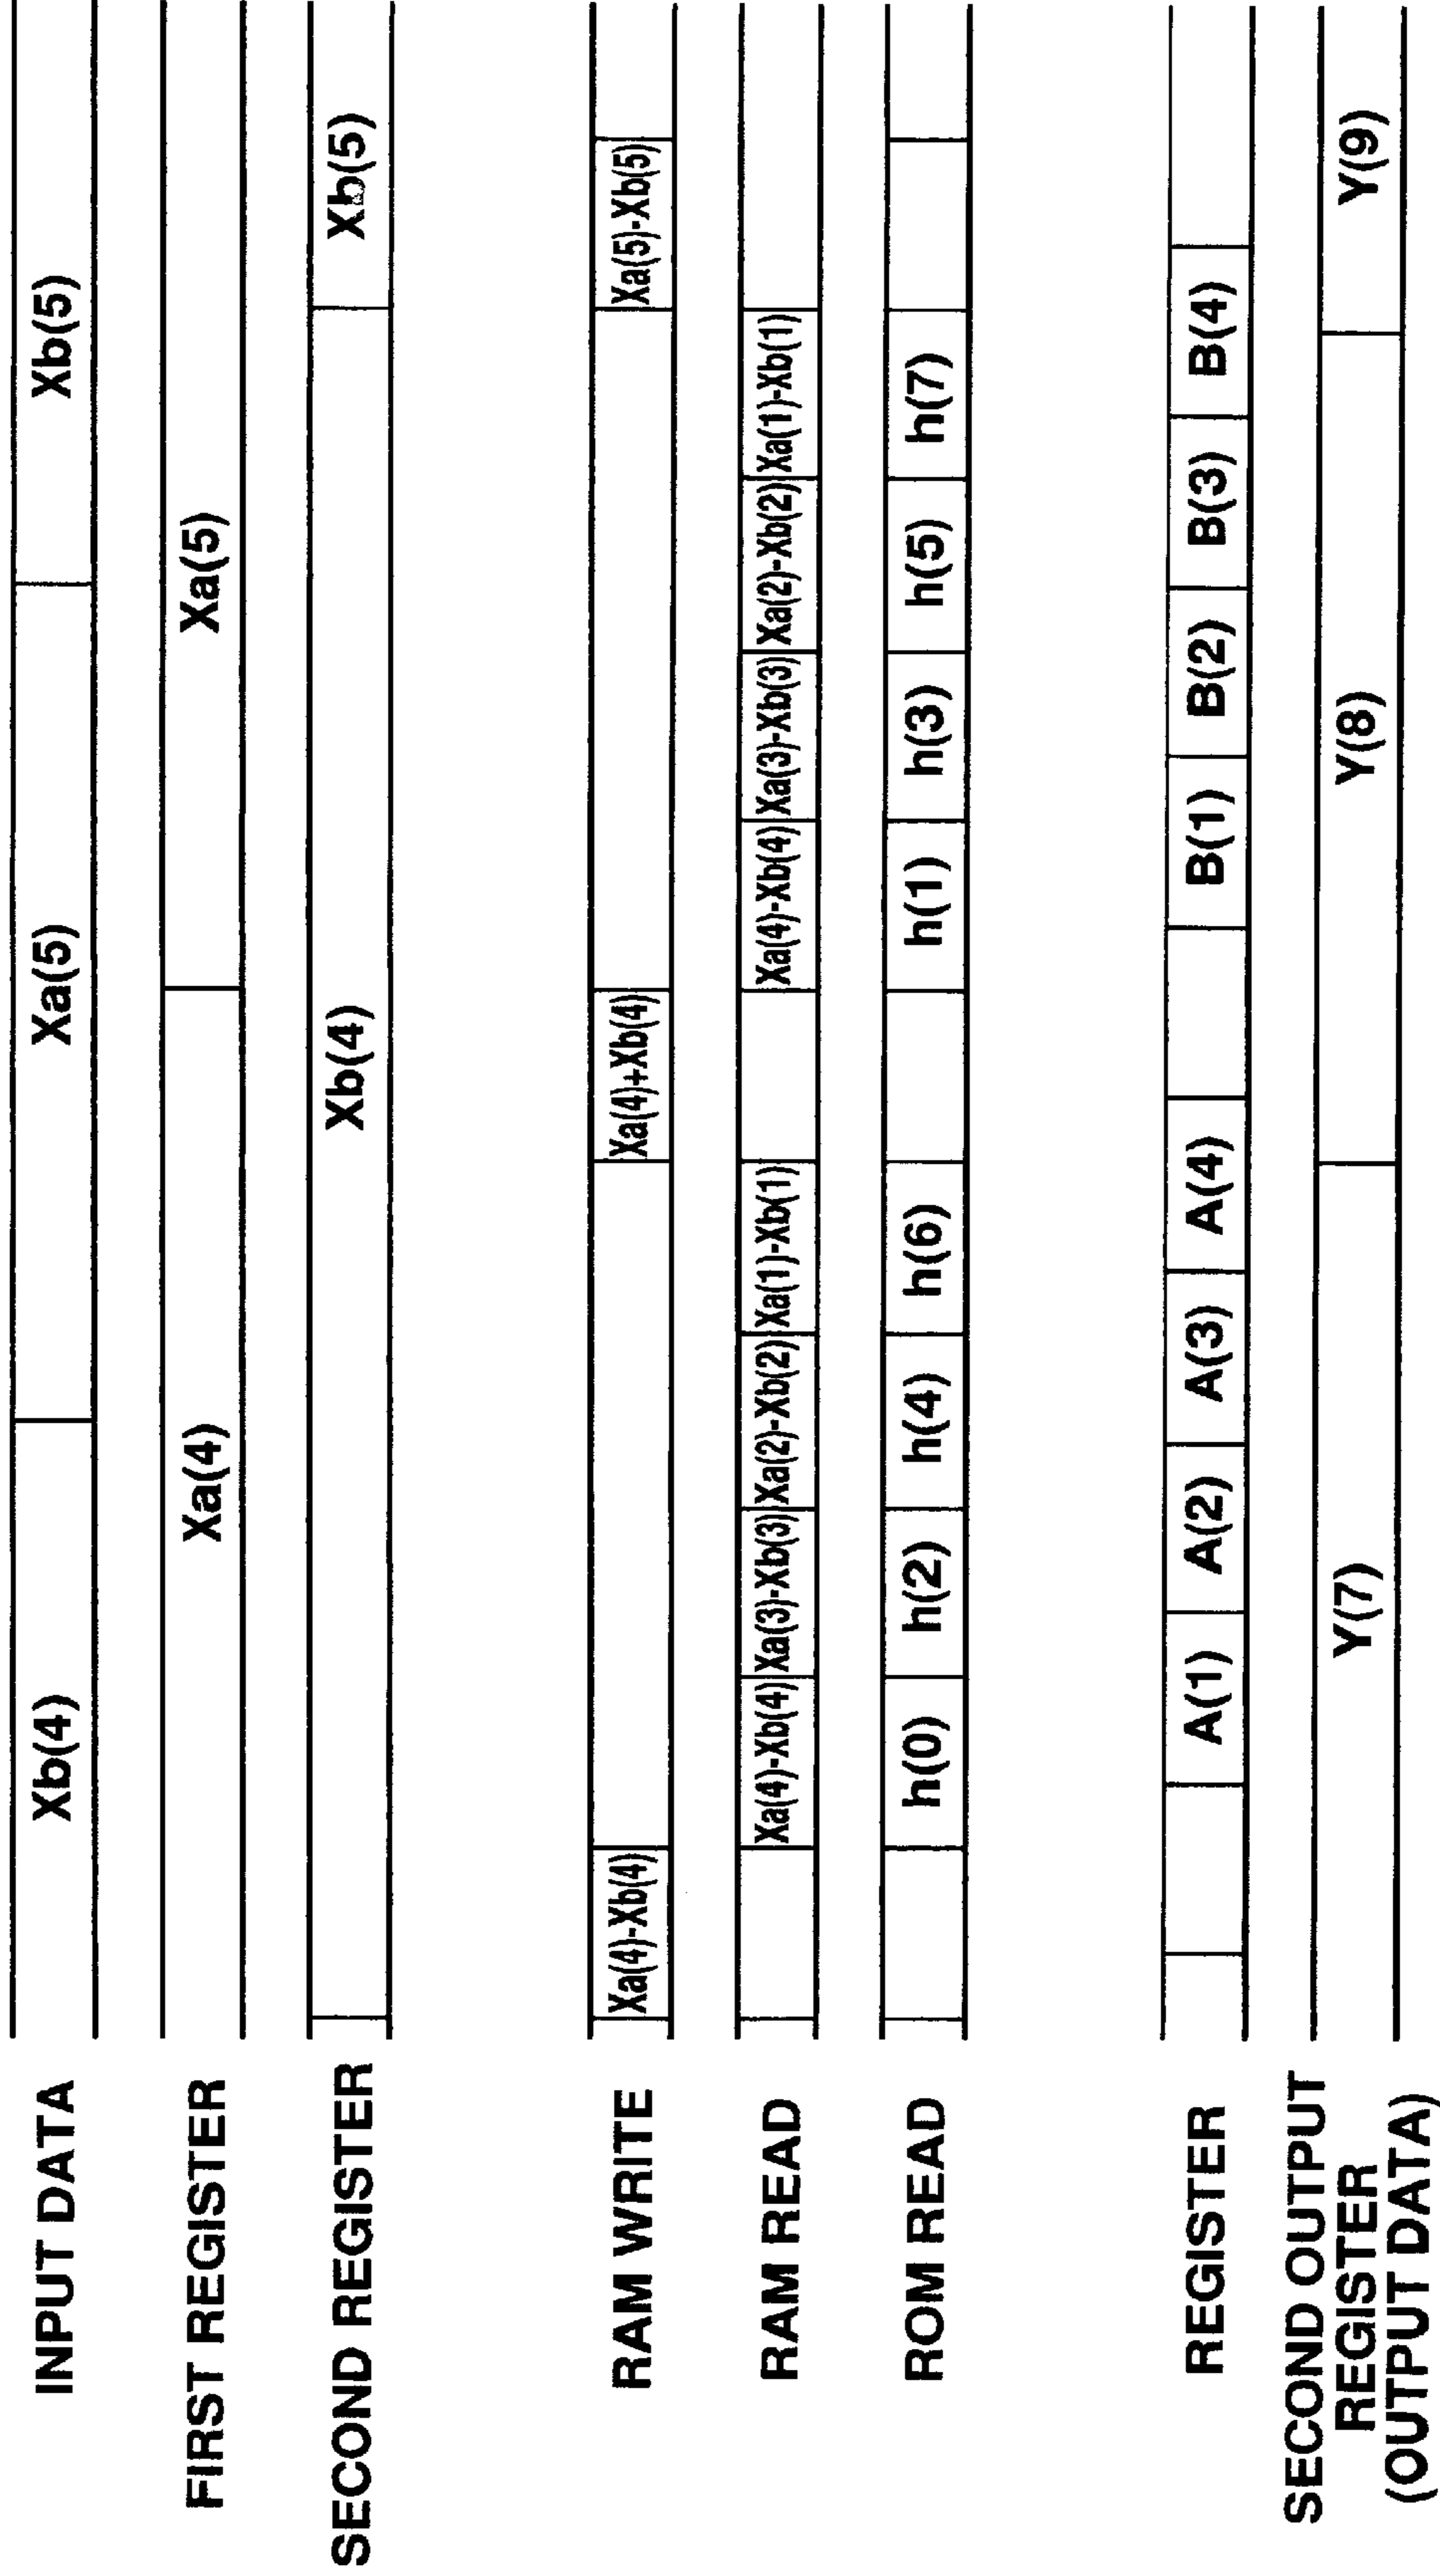 INPUT DATA
Xb(4)
Xa(5)
Xb(5)
FIRST REGISTER
Xa(4)
Xa(5)
SECOND REGISTER
Xb(4)
Xb(5)
RAM WRITE
Xa(4)-Xb(4)
Xa(4)+Xb(4)
Xa(5)-Xb(5)
RAM READ
Xa(4)-Xb(4)
Xa(3)-Xb(3)
Xa(2)-Xb(2)
Xa(1)-Xb(1)
Xa(4)-Xb(4)
Xa(3)-Xb(3)
Xa(2)-Xb(2)
Xa(1)-Xb(1)
ROM READ
h(0)
h(2)
h(4)
h(6)
h(1)
h(3)
h(5)
h(7)
REGISTER
A(1)
A(2)
A(3)
A(4)
B(1)
B(2)
B(3)
B(4)
SECOND OUTPUT
REGISTER
(OUTPUT DATA)
Y(7)
Y(8)
Y(9)